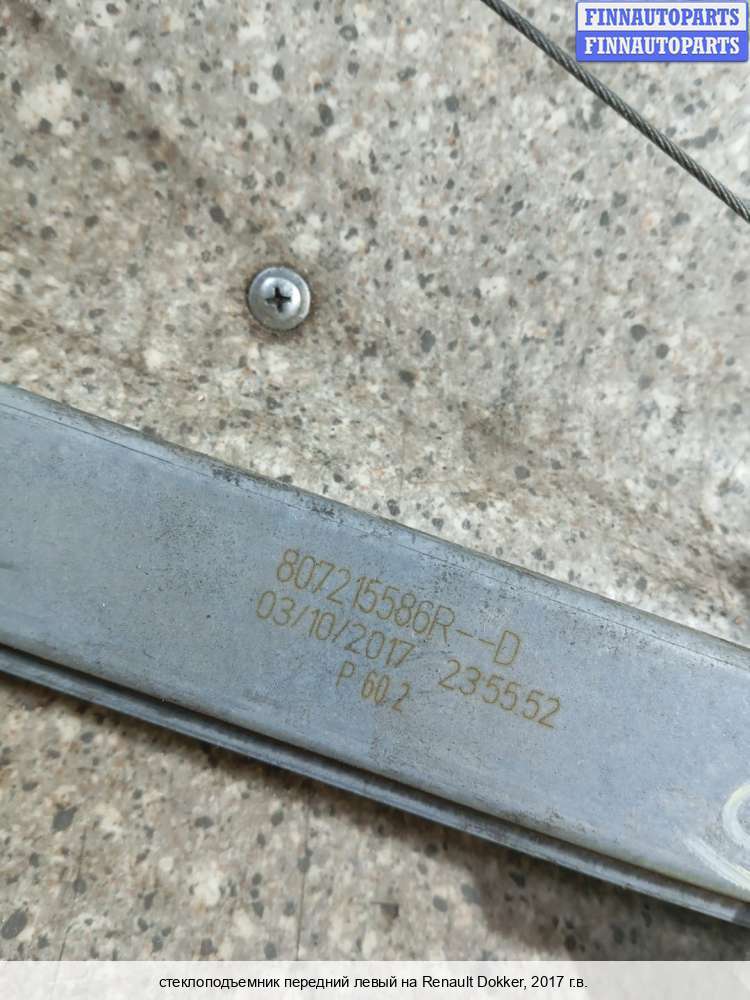 FINNAUTOPARTS
FINNAUTOPARTS
807215586R--D
03/10/2017 235552
P 60 2
стеклоподъемник передний левый на Renault Dokker, 2017 г.в.